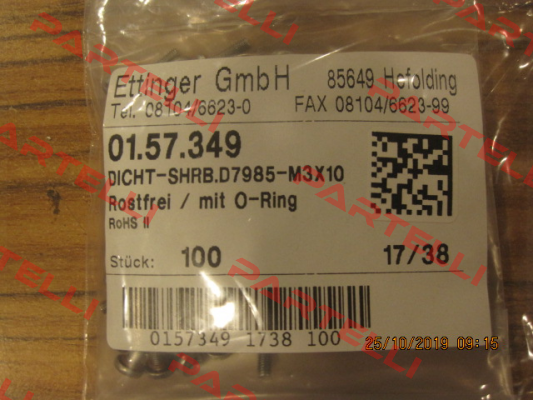 Ettinger GmbH 85649 Hofolding
Tel. 08104/6623-0 FAX 08104/6623-99
01.57.349
DICHT-SHRB.D7985-M3X10
Rostfrei / mit O-Ring
RoHS II
Stück: 100 17/38
0157349 1738 100
25/10/2019 09:15
PARTELLI
PARTELLI
PARTELLI
PARTELLI
PARTELLI